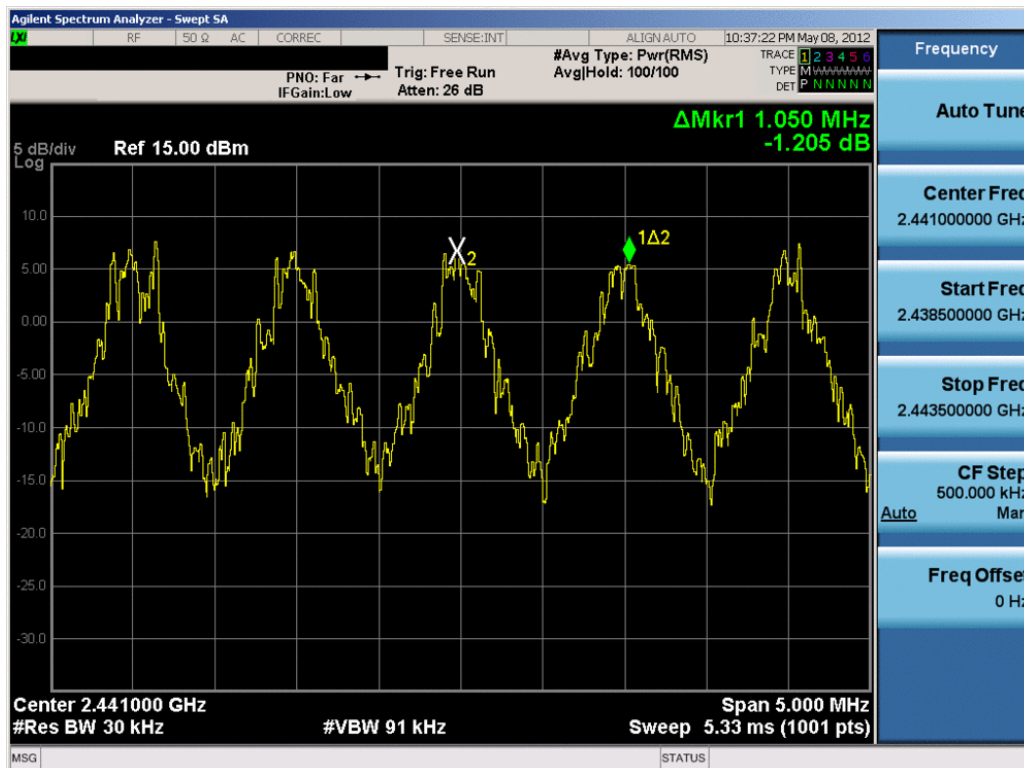 Agilent Spectrum Analyzer - Swept SA
LXI RF 50 Ω AC CORREC SENSE:INT ALIGN AUTO 10:37:22 PM May 08, 2012
PNO: Far Trig: Free Run #Avg Type: Pwr(RMS) TRACE 1 2 3 4 5 6
IFGain:Low Atten: 26 dB Avg|Hold: 100/100 TYPE M WWWWW
DET P N N N N N
ΔMkr1 1.050 MHz
-1.205 dB
5 dB/div Ref 15.00 dBm
Log
10.0
5.00
0.00
-5.00
-10.0
-15.0
-20.0
-25.0
-30.0
X2
1Δ2
Center 2.441000 GHz Span 5.000 MHz
#Res BW 30 kHz #VBW 91 kHz Sweep 5.33 ms (1001 pts)
MSG STATUS
Frequency
Auto Tune
Center Freq
2.441000000 GHz
Start Freq
2.438500000 GHz
Stop Freq
2.443500000 GHz
CF Step
500.000 kHz
Auto Man
Freq Offset
0 Hz